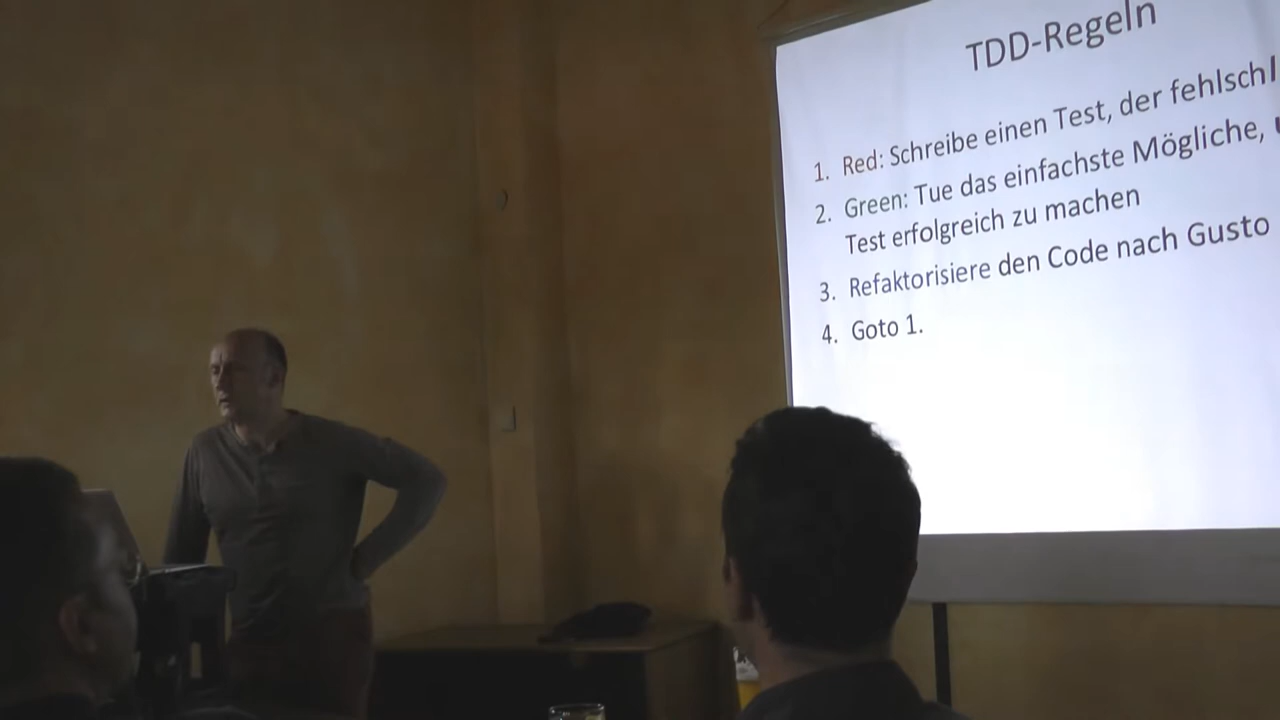 TDD-Regeln
1. Red: Schreibe einen Test, der fehlschl
2. Green: Tue das einfachste Mögliche, u
Test erfolgreich zu machen
3. Refaktorisiere den Code nach Gusto
4. Goto 1.